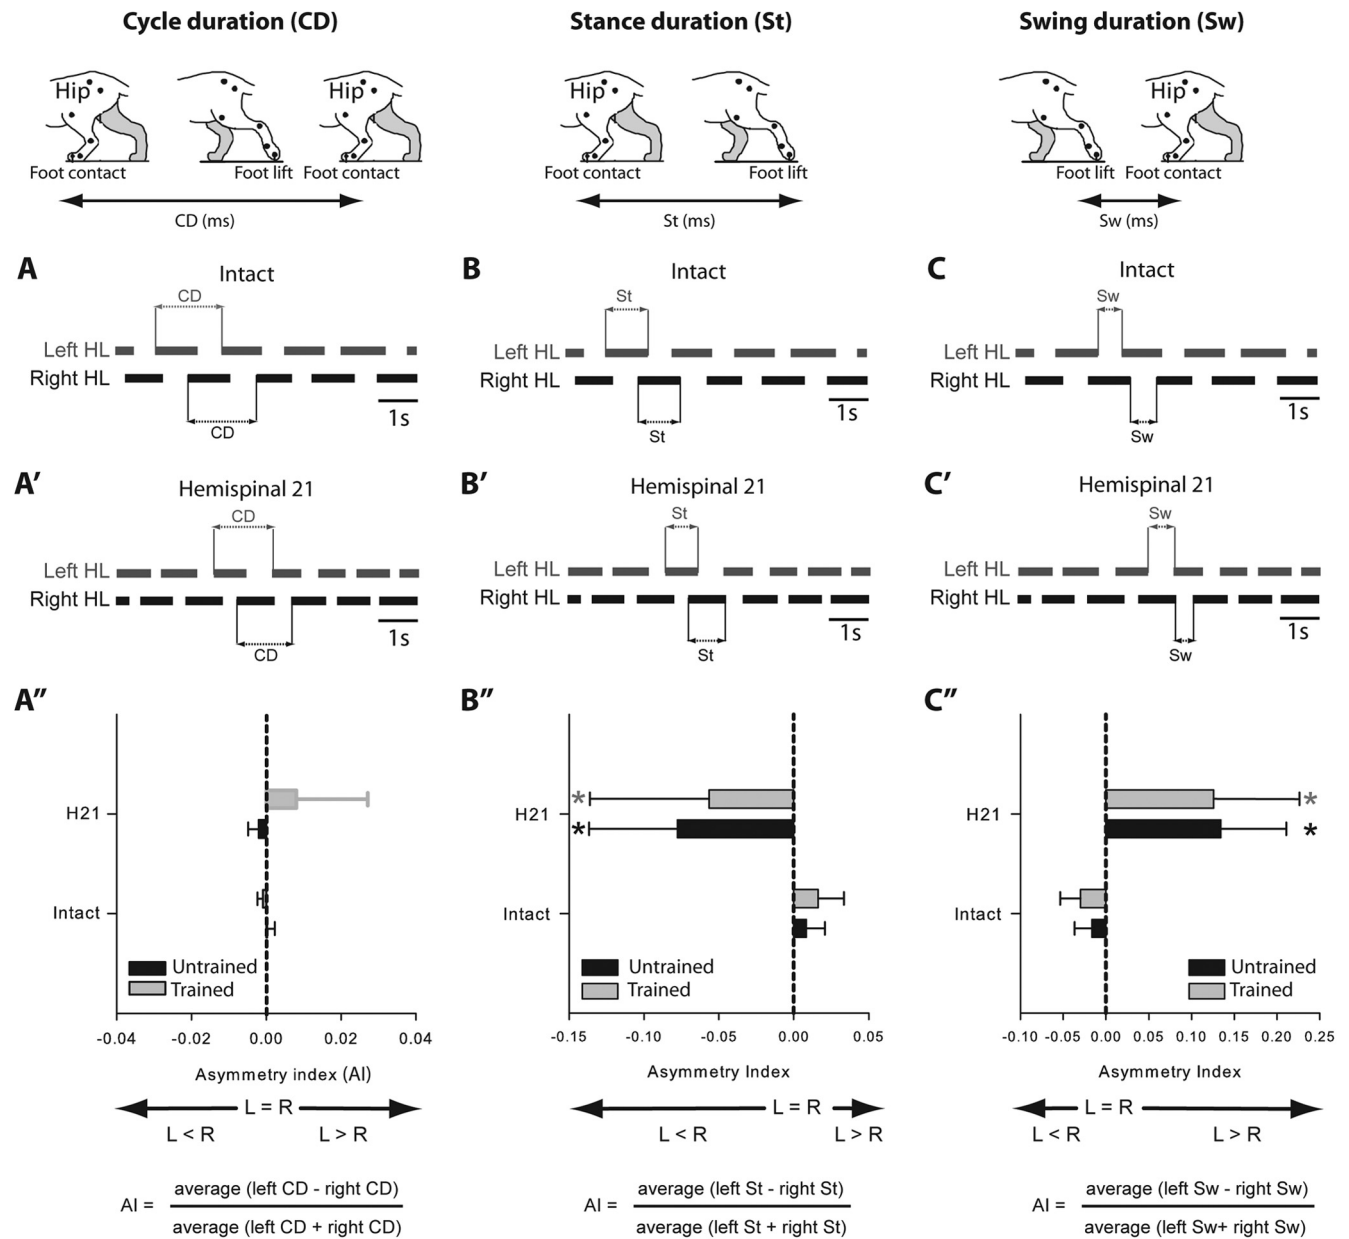 Cycle duration (CD)
Stance duration (St)
Swing duration (Sw)
Hip
Hip
Hip
Hip
Foot contact
Foot lift
Foot contact
Foot contact
Foot lift
Foot lift
Foot contact
CD (ms)
St (ms)
Sw (ms)
A
Intact
CD
Left HL
Right HL
1s
CD
B
Intact
St
Left HL
Right HL
1s
St
C
Intact
Sw
Left HL
Right HL
1s
Sw
A′
Hemispinal 21
CD
Left HL
Right HL
1s
CD
B′
Hemispinal 21
St
Left HL
Right HL
1s
St
C′
Hemispinal 21
Sw
Left HL
Right HL
1s
Sw
A″
H21
Intact
Untrained
Trained
-0.04 -0.02 0.00 0.02 0.04
Asymmetry index (AI)
L = R
L < R L > R
AI = average (left CD - right CD)
average (left CD + right CD)
B″
*
*
H21
Intact
Untrained
Trained
-0.15 -0.10 -0.05 0.00 0.05
Asymmetry Index
L = R
L < R L > R
AI = average (left St - right St)
average (left St + right St)
C″
*
*
H21
Intact
Untrained
Trained
-0.10 -0.05 0.00 0.05 0.10 0.15 0.20 0.25
Asymmetry Index
L = R
L < R L > R
AI = average (left Sw - right Sw)
average (left Sw+ right Sw)